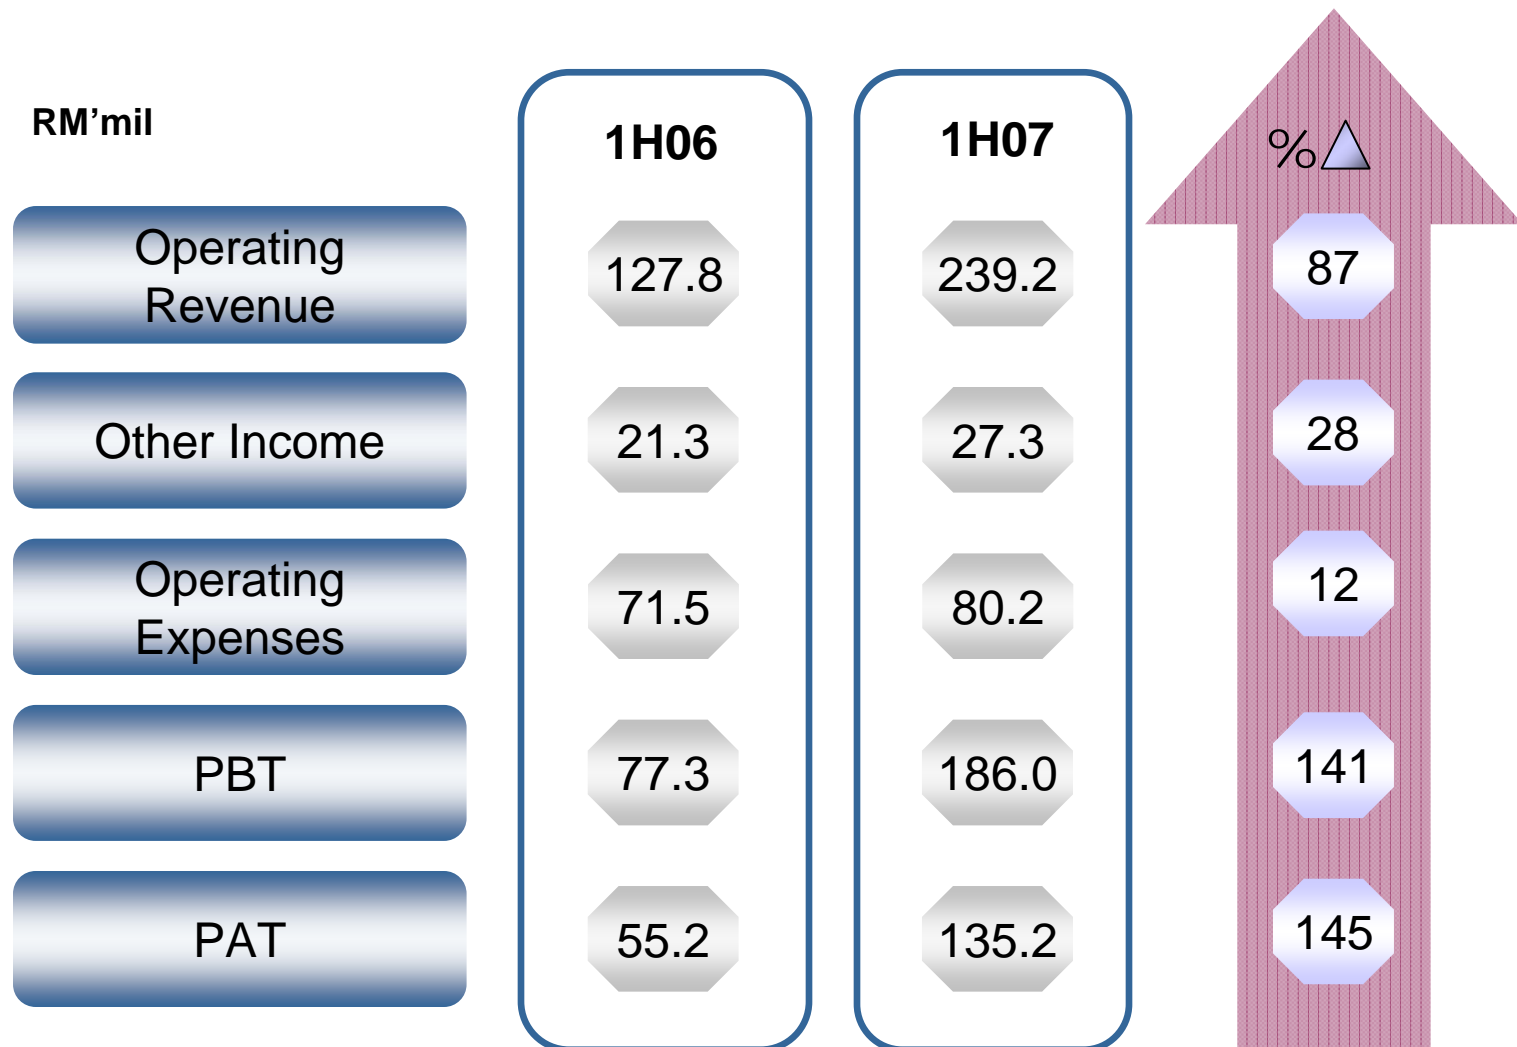 RM’mil
1H06
1H07
%
Operating
Revenue
127.8
239.2
87
Other Income
21.3
27.3
28
Operating
Expenses
71.5
80.2
12
PBT
77.3
186.0
141
PAT
55.2
135.2
145